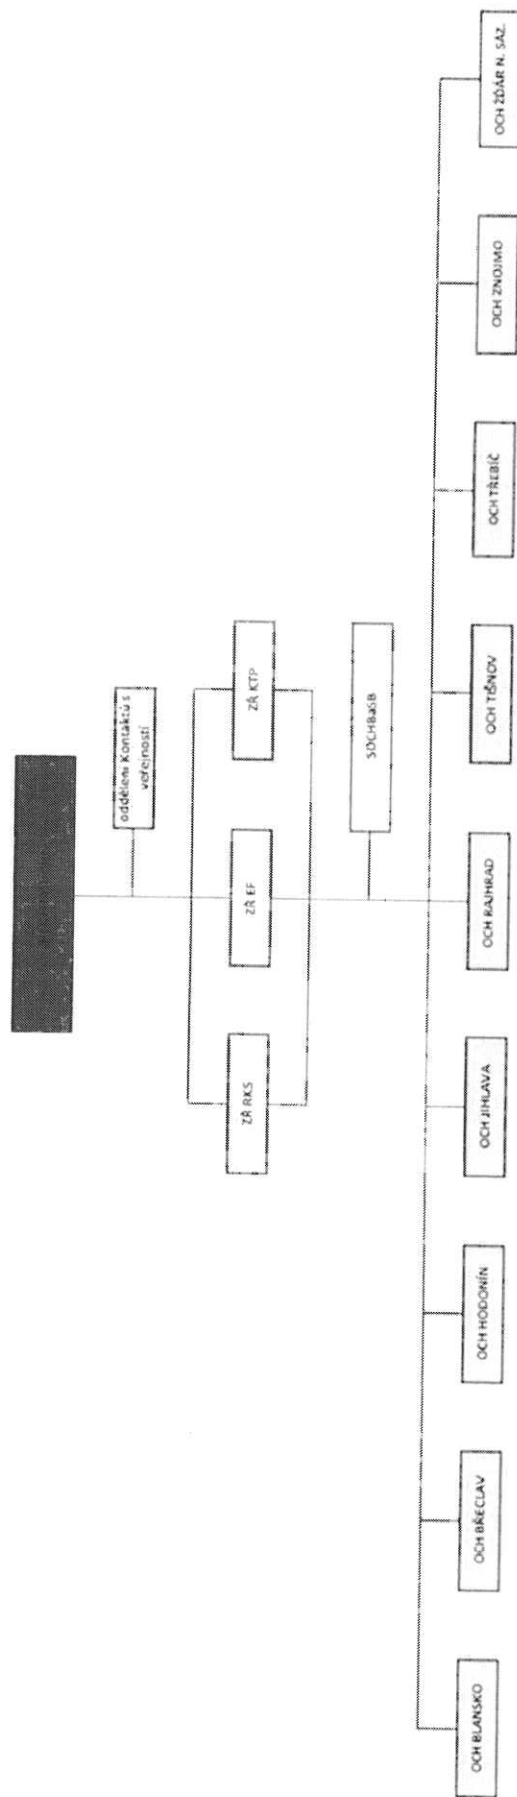 oddělení Kontaktů s
veřejností
ZŘ RKS
ZŘ EF
ZŘ KTP
SOCHBaSB
OCH BLANSKO
OCH BŘECLAV
OCH HODONÍN
OCH JIHLAVA
OCH RAJHRAD
OCH TIŠNOV
OCH TŘEBÍČ
OCH ZNOJMO
OCH ŽĎÁR N. SÁZ.